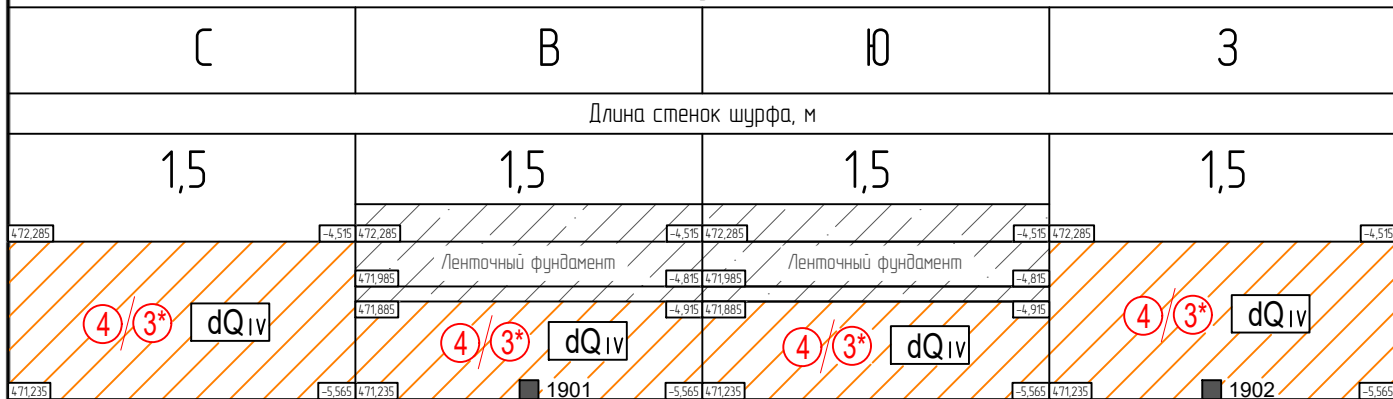 С В Ю З
Длина стенок шурфа, м
1,5 1,5 1,5 1,5
472,285 -4,515 472,285 -4,515 472,285 -4,515 472,285 -4,515
Ленточный фундамент Ленточный фундамент
471,985 -4,815 471,985 -4,815
471,885 -4,915 471,885 -4,915
4/3* dQIV 4/3* dQIV 4/3* dQIV 4/3* dQIV
471,235 -5,565 471,235 1901 -5,565 471,235 -5,565 471,235 1902 -5,565